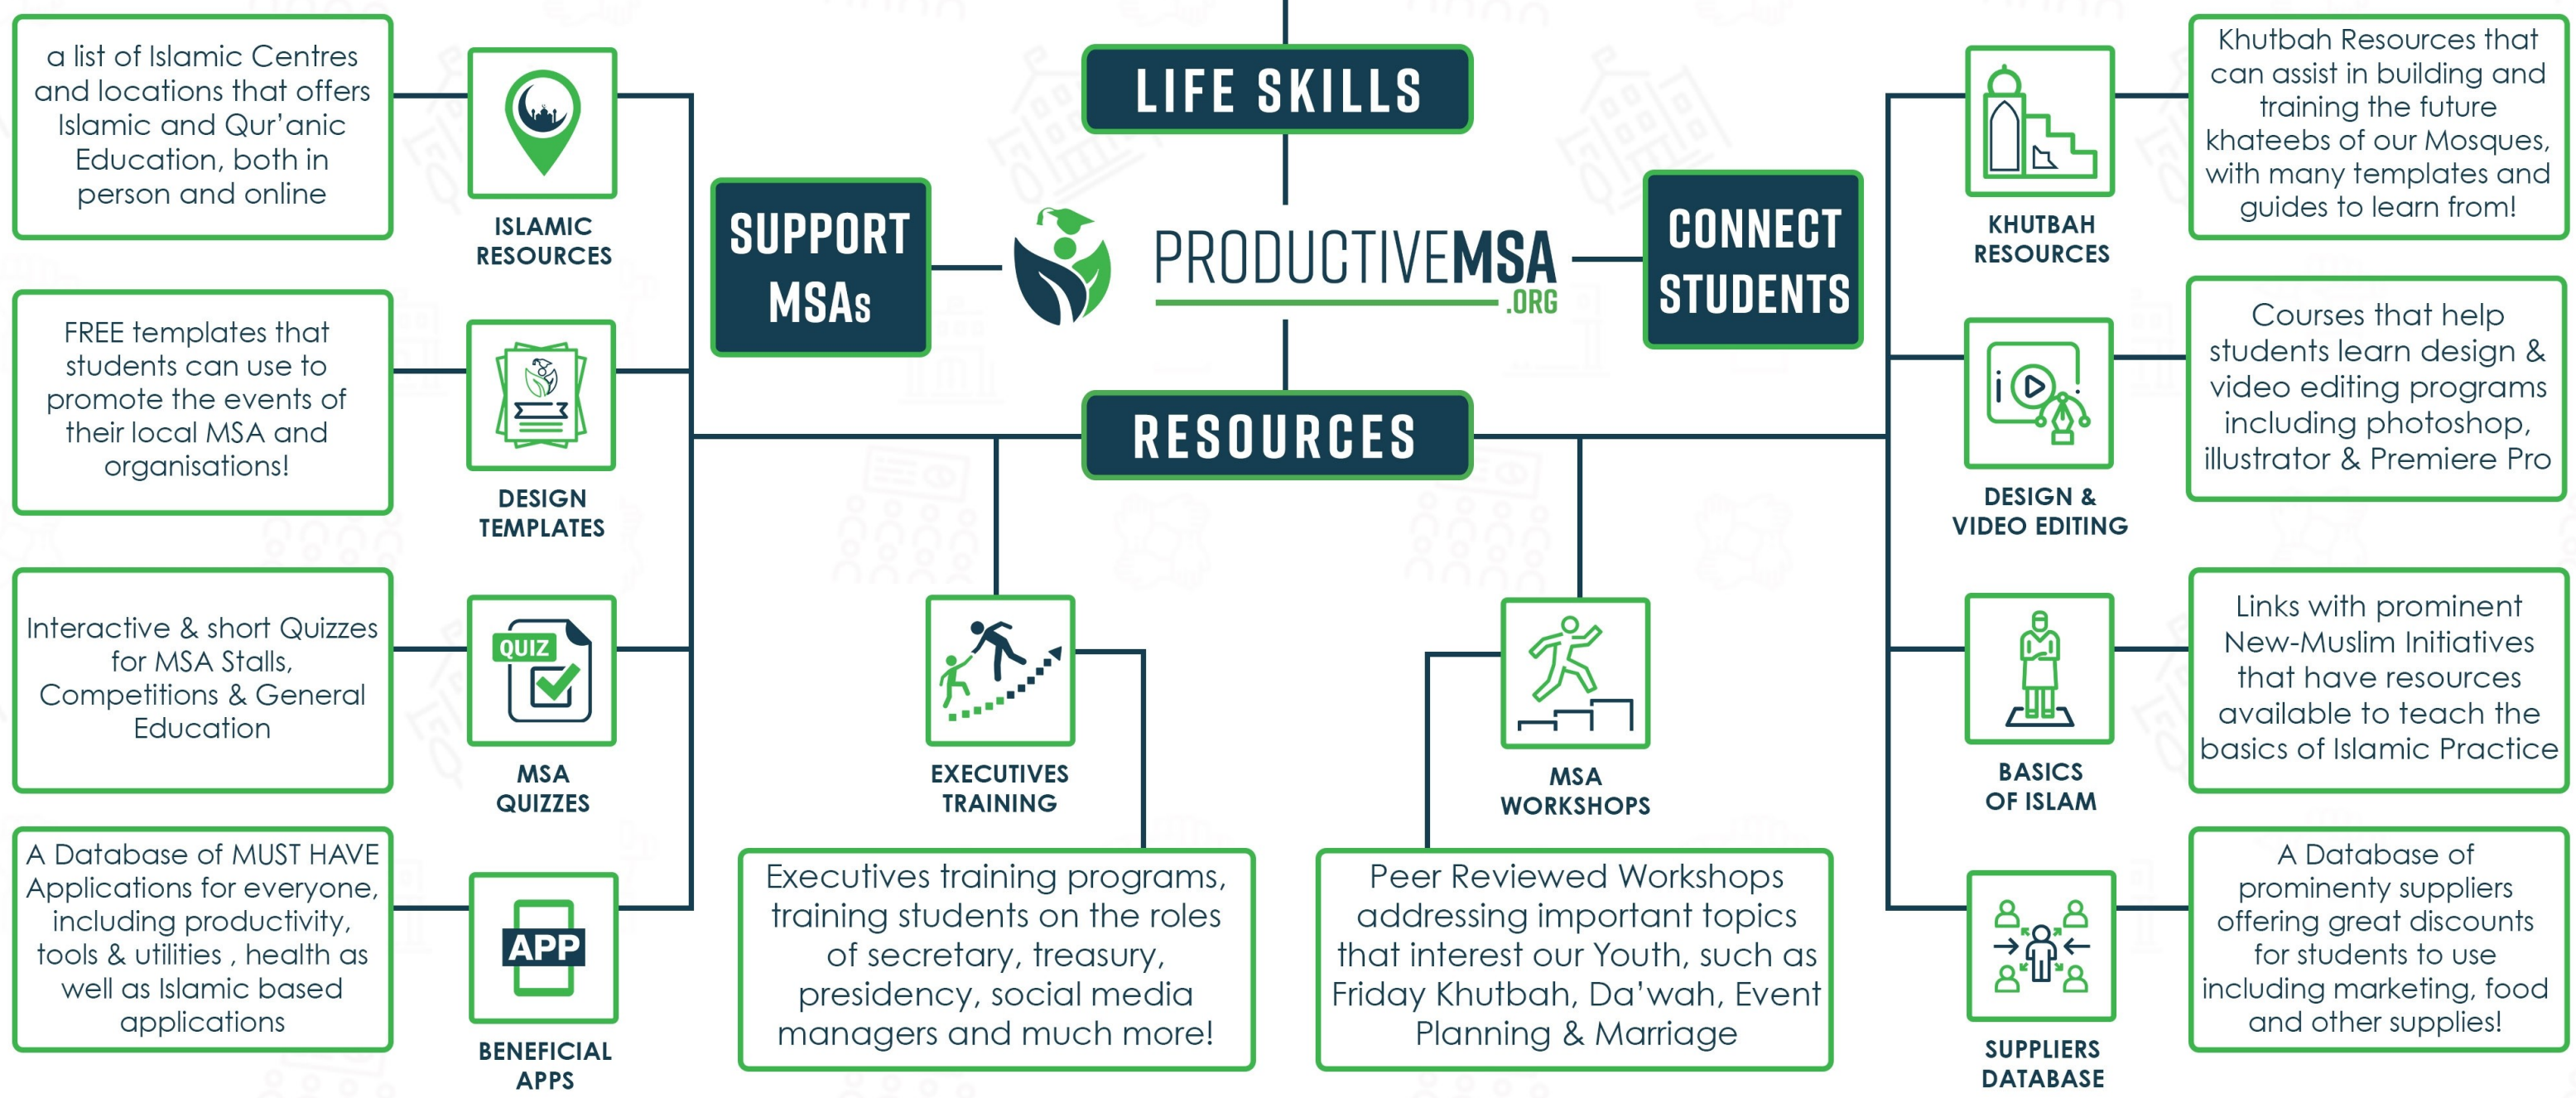 a list of Islamic Centres
and locations that offers
Islamic and Qur'anic
Education, both in
person and online
ISLAMIC
RESOURCES
FREE templates that
students can use to
promote the events of
their local MSA and
organisations!
DESIGN
TEMPLATES
Interactive & short Quizzes
for MSA Stalls,
Competitions & General
Education
QUIZ
MSA
QUIZZES
A Database of MUST HAVE
Applications for everyone,
including productivity,
tools & utilities , health as
well as Islamic based
applications
APP
BENEFICIAL
APPS
LIFE SKILLS
SUPPORT
MSAs
PRODUCTIVEMSA
.ORG
CONNECT
STUDENTS
RESOURCES
EXECUTIVES
TRAINING
Executives training programs,
training students on the roles
of secretary, treasury,
presidency, social media
managers and much more!
MSA
WORKSHOPS
Peer Reviewed Workshops
addressing important topics
that interest our Youth, such as
Friday Khutbah, Da'wah, Event
Planning & Marriage
KHUTBAH
RESOURCES
Khutbah Resources that
can assist in building and
training the future
khateebs of our Mosques,
with many templates and
guides to learn from!
DESIGN &
VIDEO EDITING
Courses that help
students learn design &
video editing programs
including photoshop,
illustrator & Premiere Pro
BASICS
OF ISLAM
Links with prominent
New-Muslim Initiatives
that have resources
available to teach the
basics of Islamic Practice
SUPPLIERS
DATABASE
A Database of
prominenty suppliers
offering great discounts
for students to use
including marketing, food
and other supplies!